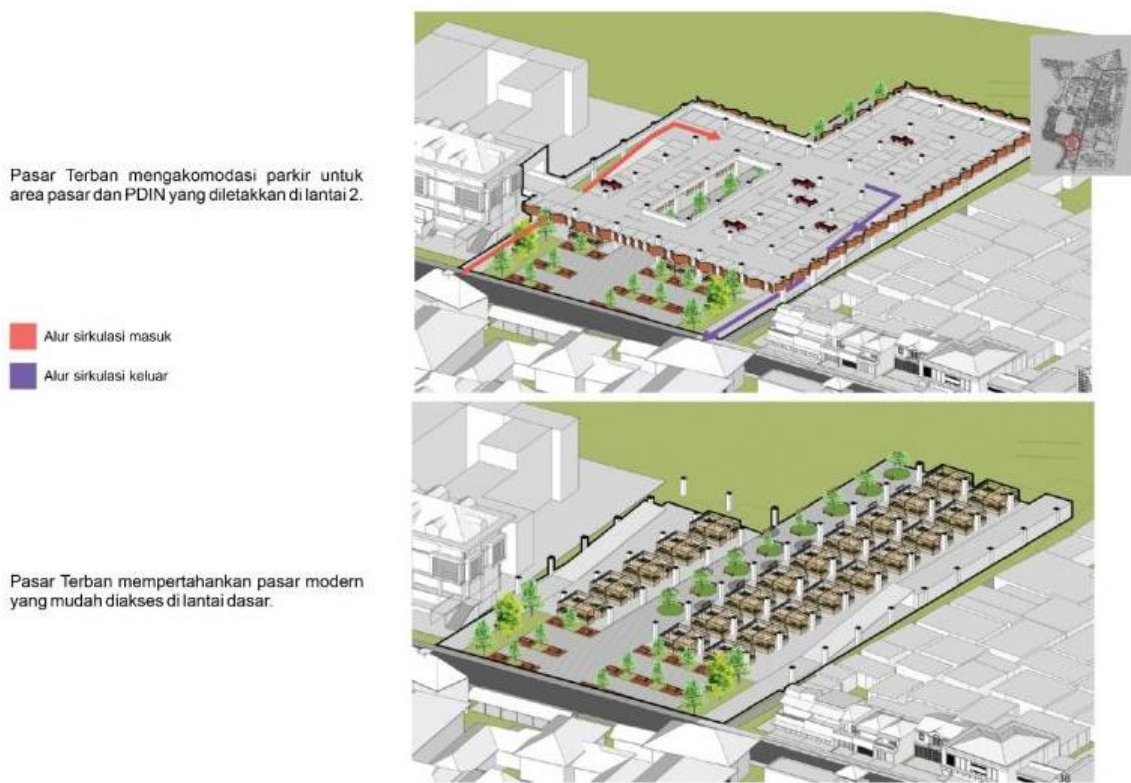 Pasar Terban mengakomodasi parkir untuk
area pasar dan PDIN yang diletakkan di lantai 2.
Alur sirkulasi masuk
Alur sirkulasi keluar
Pasar Terban mempertahankan pasar modern
yang mudah diakses di lantai dasar.